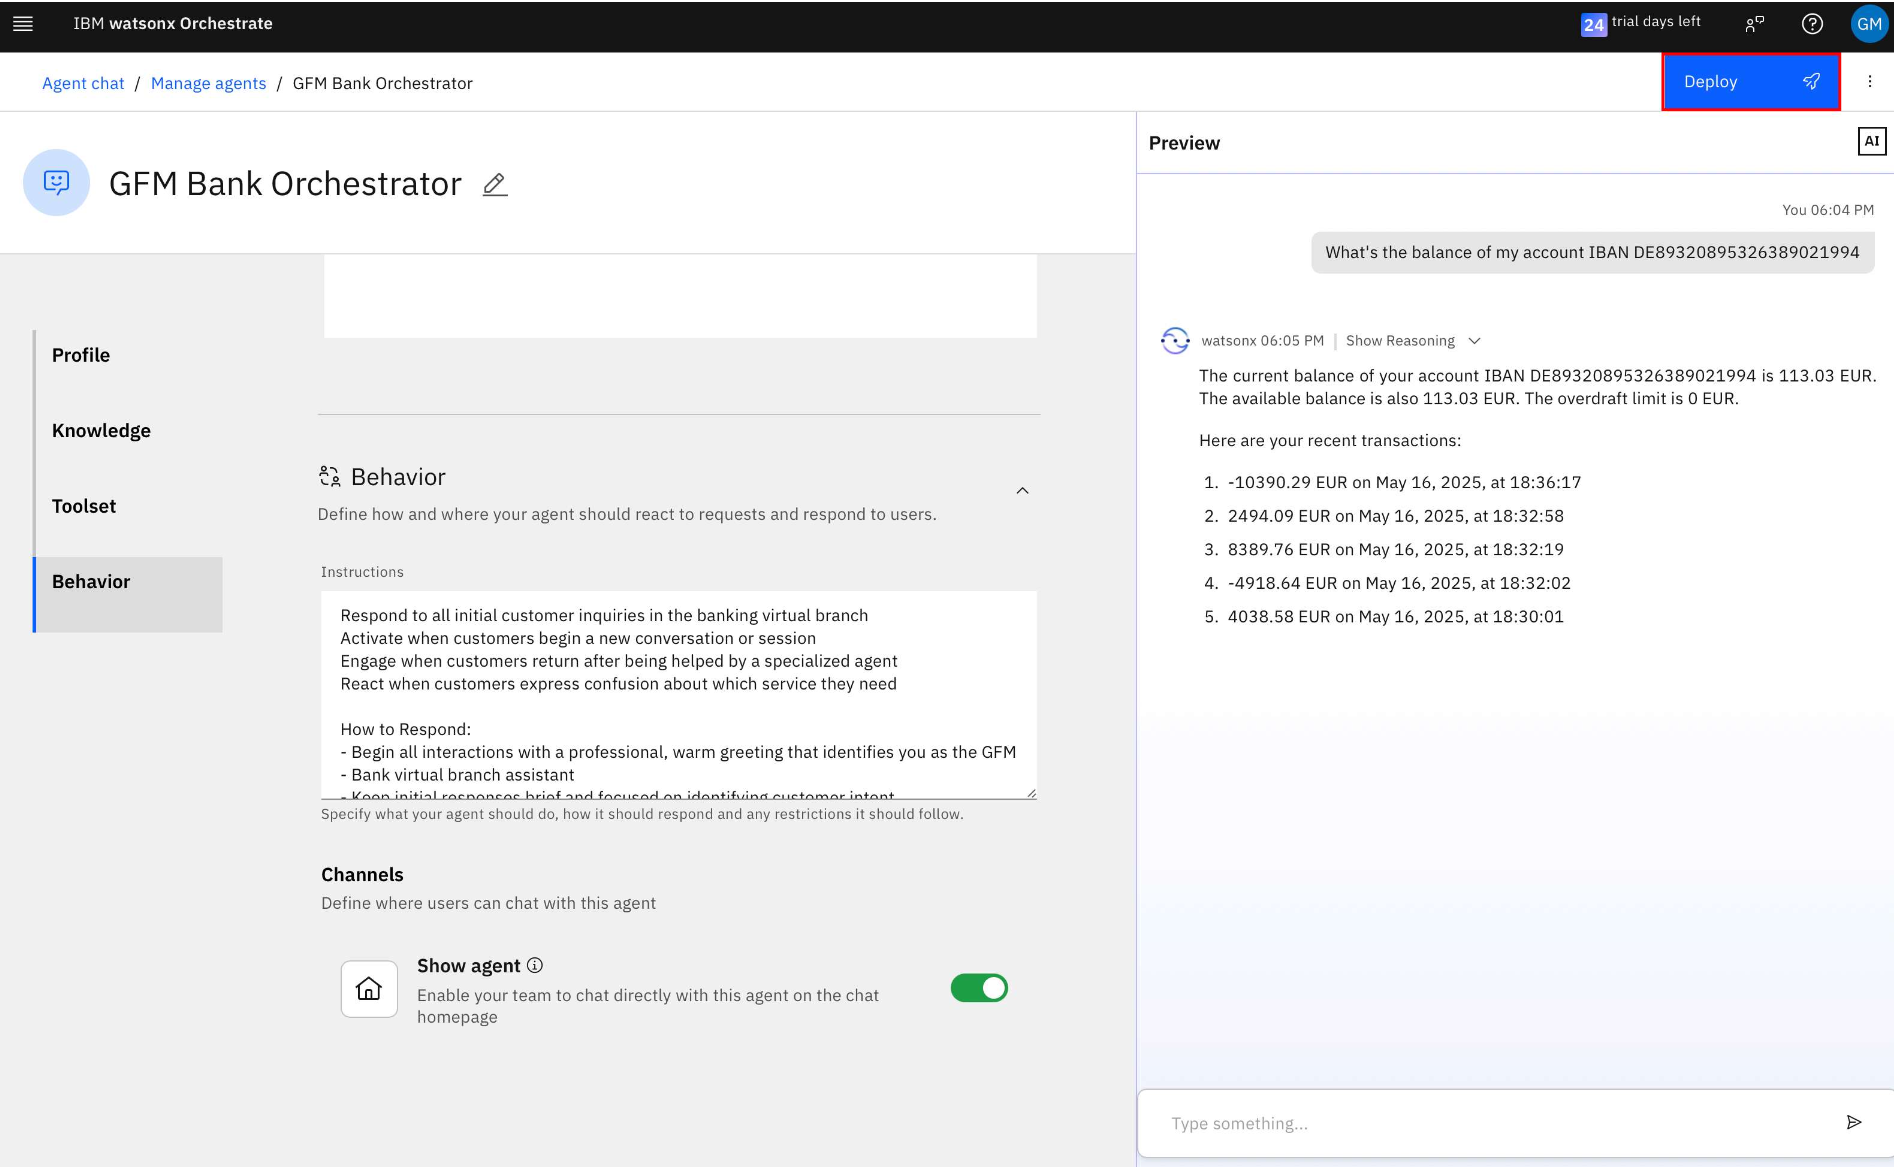 IBM watsonx Orchestrate
24 trial days left
GM
Agent chat / Manage agents / GFM Bank Orchestrator
Deploy
GFM Bank Orchestrator
Profile
Knowledge
Toolset
Behavior
Behavior
Define how and where your agent should react to requests and respond to users.
Instructions
Respond to all initial customer inquiries in the banking virtual branch
Activate when customers begin a new conversation or session
Engage when customers return after being helped by a specialized agent
React when customers express confusion about which service they need
How to Respond:
- Begin all interactions with a professional, warm greeting that identifies you as the GFM
- Bank virtual branch assistant
- Keep initial responses brief and focused on identifying customer intent
Specify what your agent should do, how it should respond and any restrictions it should follow.
Channels
Define where users can chat with this agent
Show agent
Enable your team to chat directly with this agent on the chat
homepage
Preview
AI
You 06:04 PM
What's the balance of my account IBAN DE89320895326389021994
watsonx 06:05 PM | Show Reasoning
The current balance of your account IBAN DE89320895326389021994 is 113.03 EUR.
The available balance is also 113.03 EUR. The overdraft limit is 0 EUR.
Here are your recent transactions:
1. -10390.29 EUR on May 16, 2025, at 18:36:17
2. 2494.09 EUR on May 16, 2025, at 18:32:58
3. 8389.76 EUR on May 16, 2025, at 18:32:19
4. -4918.64 EUR on May 16, 2025, at 18:32:02
5. 4038.58 EUR on May 16, 2025, at 18:30:01
Type something...